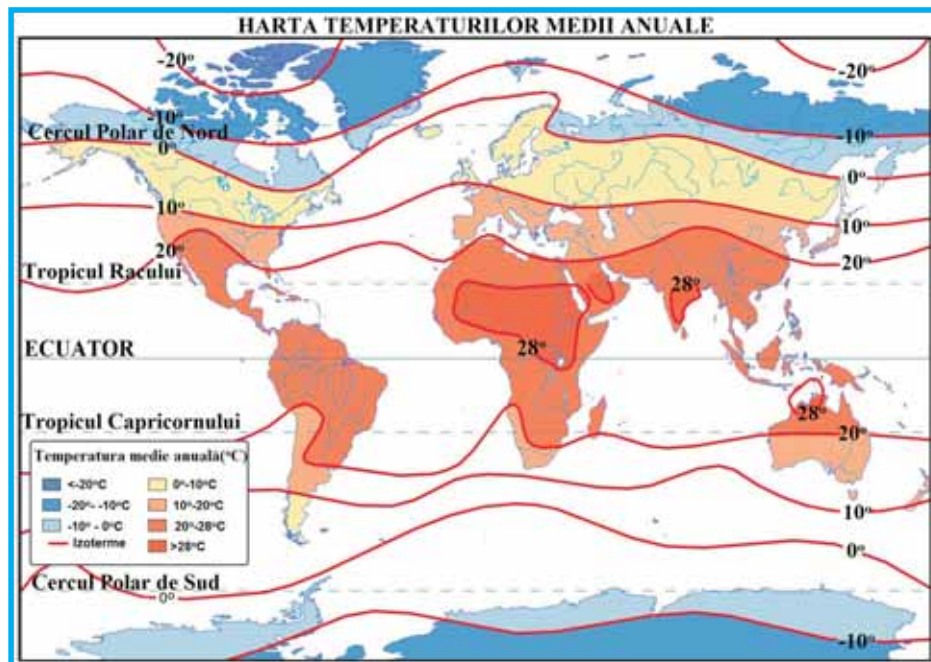 HARTA TEMPERATURILOR MEDII ANUALE
-20°
-20°
-10°
Cercul Polar de Nord
-10°
0°
0°
10°
10°
20°
20°
Tropicul Racului
28°
ECUATOR
28°
Tropicul Capricornului
28°
20°
Temperatura medie anuală(°C)
<-20°C
0°-10°C
-20°- -10°C
10°-20°C
-10° - 0°C
20°-28°C
Izoterme
>28°C
10°
0°
Cercul Polar de Sud
0°
-10°